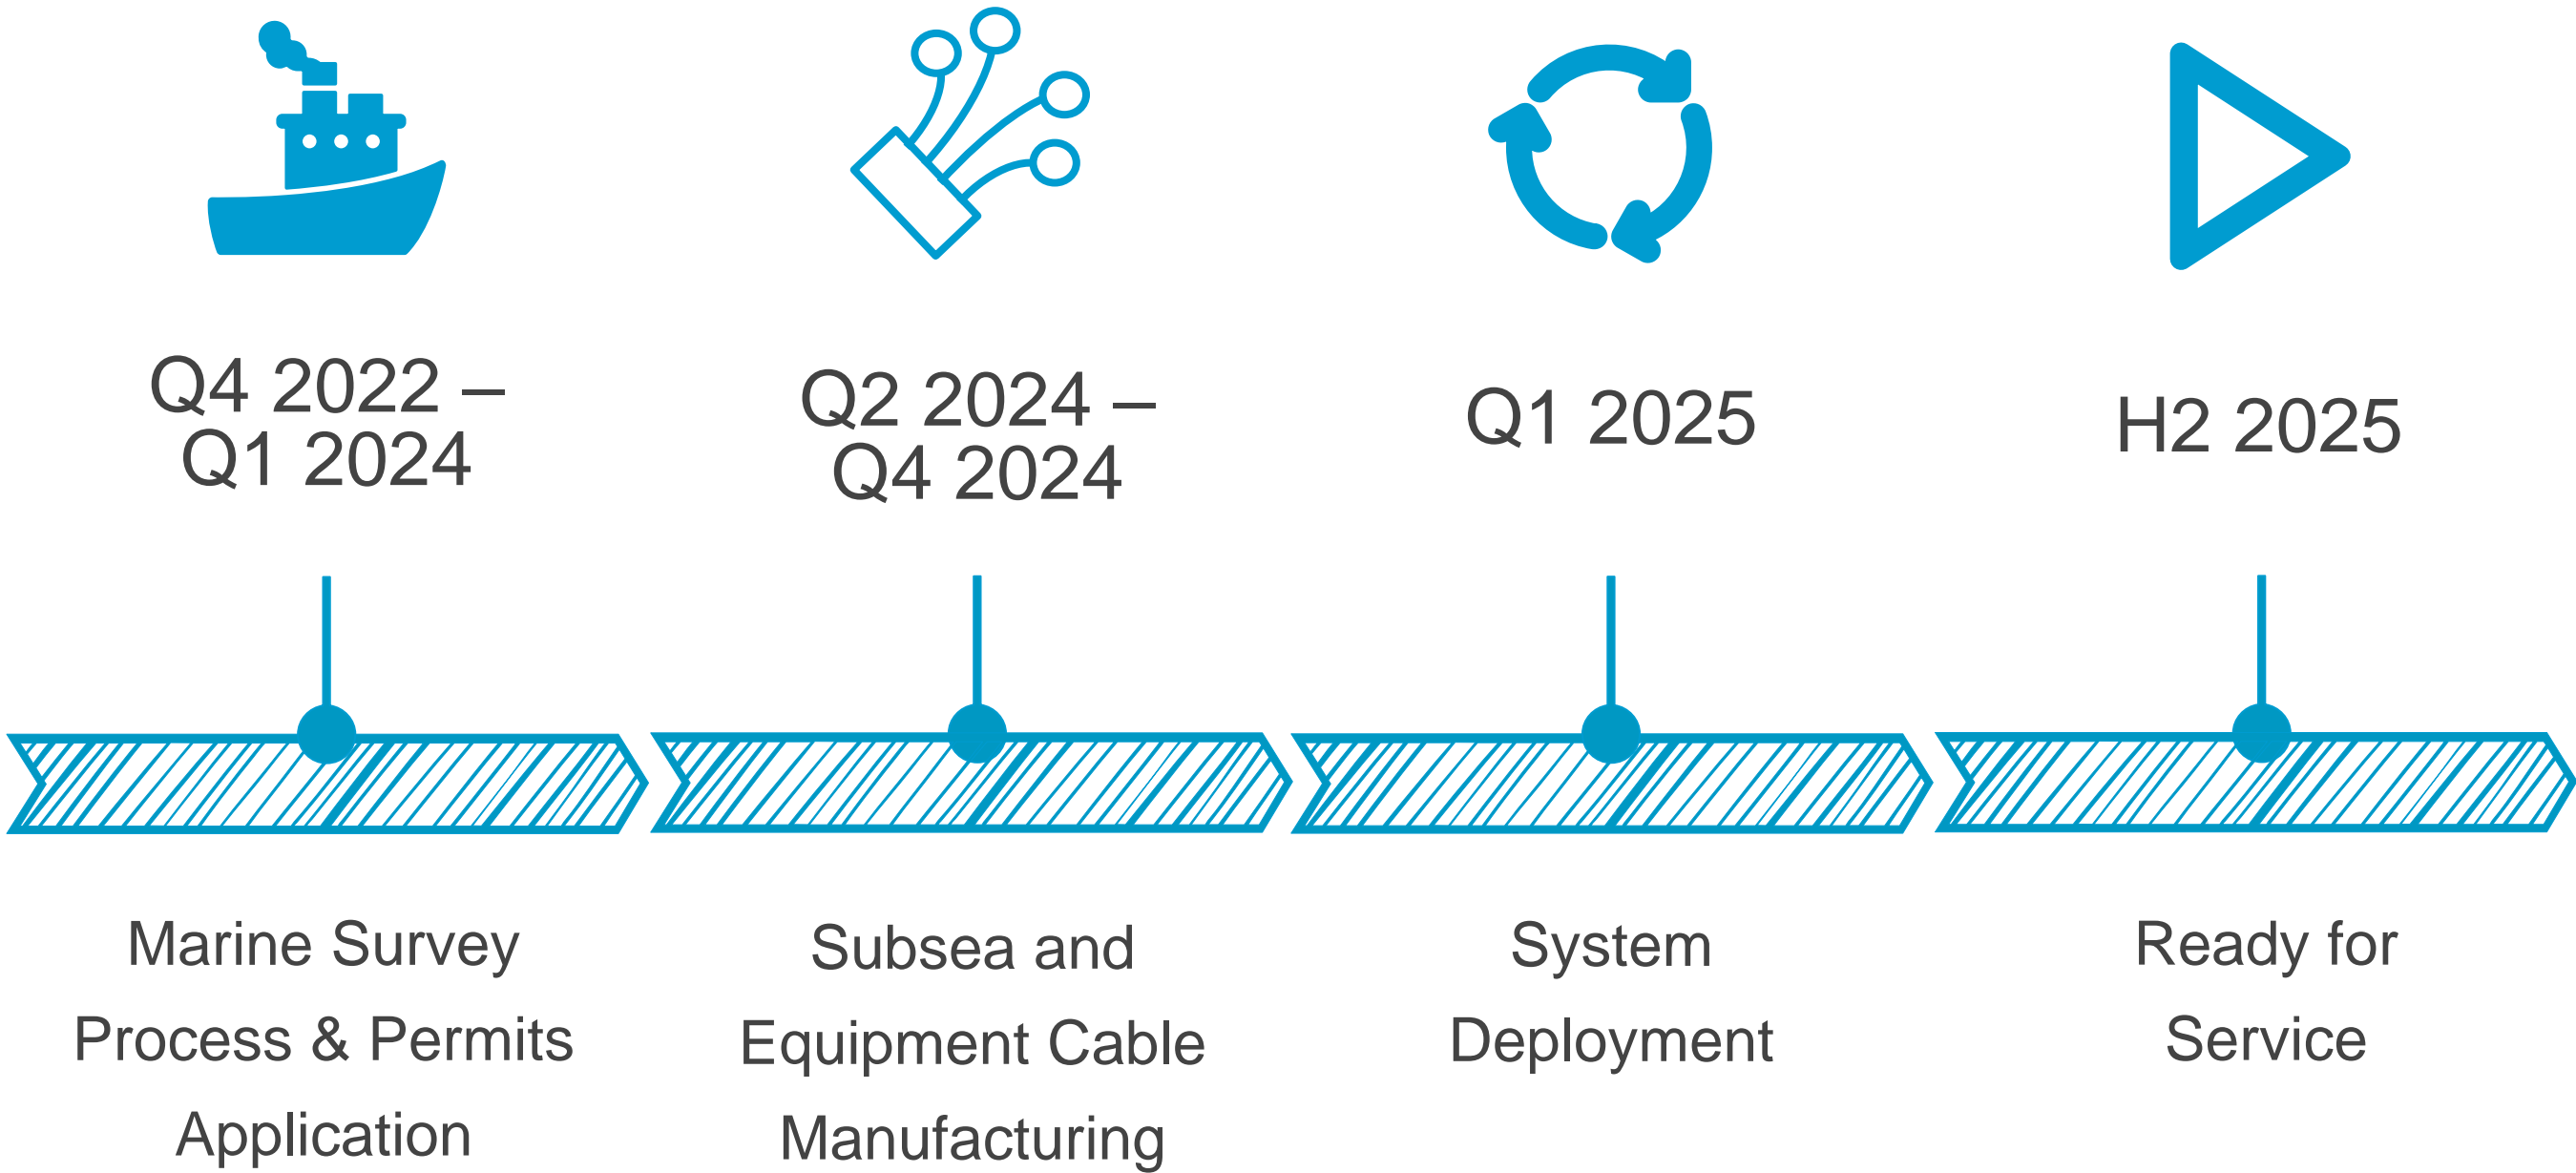 Q4 2022 –
Q1 2024
Q2 2024 –
Q4 2024
Q1 2025
H2 2025
Marine Survey
Process & Permits
Application
Subsea and
Equipment Cable
Manufacturing
System
Deployment
Ready for
Service